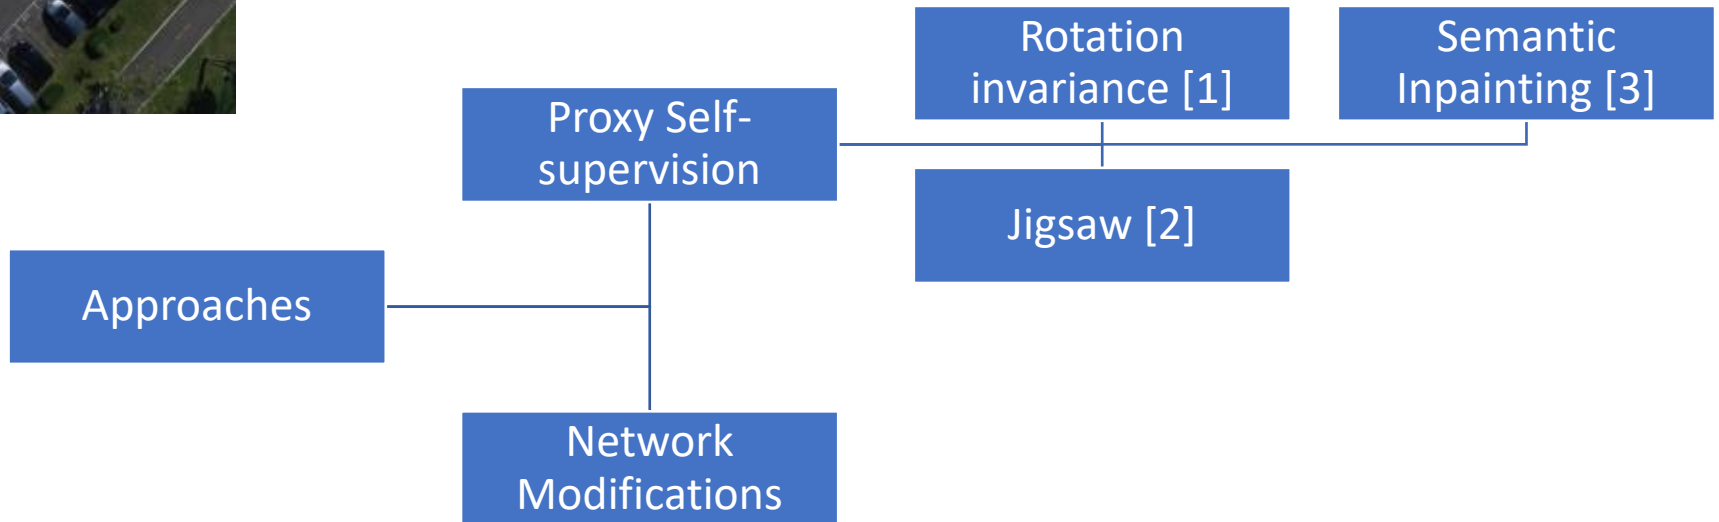 Rotation
invariance [1]
Semantic
Inpainting [3]
Proxy Self-
supervision
Jigsaw [2]
Approaches
Network
Modifications